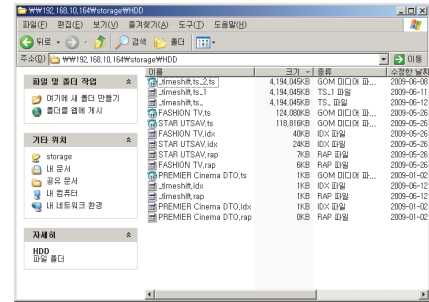 ￦￦192.168.10.164￦storage￦HDD
파일(F) 편집(E) 보기(V) 즐겨찾기(A) 도구(T) 도움말(H)
뒤로 검색 폴더
주소(D) ￦￦192.168.10.164￦storage￦HDD 이동
파일 및 폴더 작업
여기에 새 폴더 만들기
폴더를 웹에 게시
기타 위치
storage
내 문서
공유 문서
내 컴퓨터
내 네트워크 환경
자세히
HDD
파일 폴더
이름 크기 종류 수정한 날짜
_timeshift,ts_2,ts 4,194,045KB GOM 미디어 파... 2009-06-08
_timeshift,ts_1 4,194,045KB TS_1 파일 2009-06-11
_timeshift,ts_ 4,194,045KB TS_ 파일 2009-06-12
FASHION TV,ts 124,080KB GOM 미디어 파... 2009-05-26
STAR UTSAV,ts 118,816KB GOM 미디어 파... 2009-05-26
FASHION TV,idx 40KB IDX 파일 2009-05-26
STAR UTSAV,idx 24KB IDX 파일 2009-05-26
STAR UTSAV,rap 7KB RAP 파일 2009-05-26
FASHION TV,rap 6KB RAP 파일 2009-05-26
PREMIER Cinema DTO,ts 1KB GOM 미디어 파... 2009-01-02
_timeshift,idx 1KB IDX 파일 2009-06-12
_timeshift,rap 1KB RAP 파일 2009-06-12
PREMIER Cinema DTO,idx 1KB IDX 파일 2009-01-02
PREMIER Cinema DTO,rap 0KB RAP 파일 2009-01-02